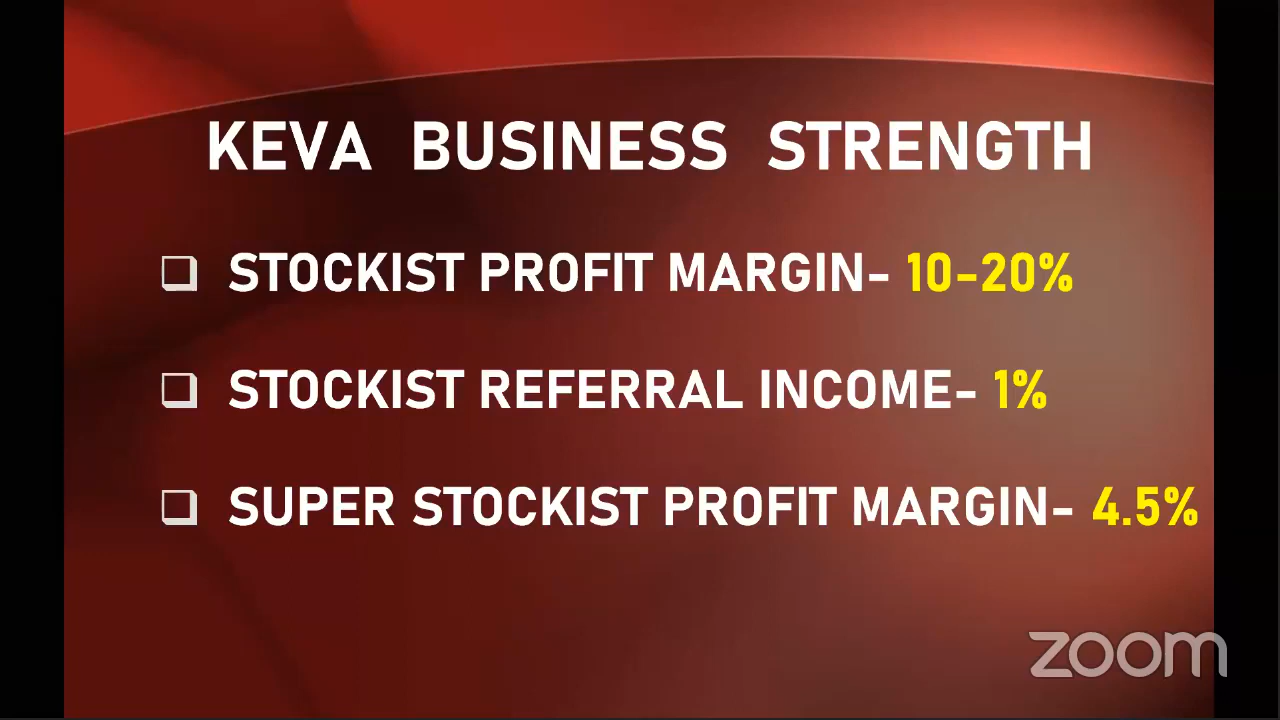 KEVA BUSINESS STRENGTH
STOCKIST PROFIT MARGIN- 10-20%
STOCKIST REFERRAL INCOME- 1%
SUPER STOCKIST PROFIT MARGIN- 4.5%
zoom